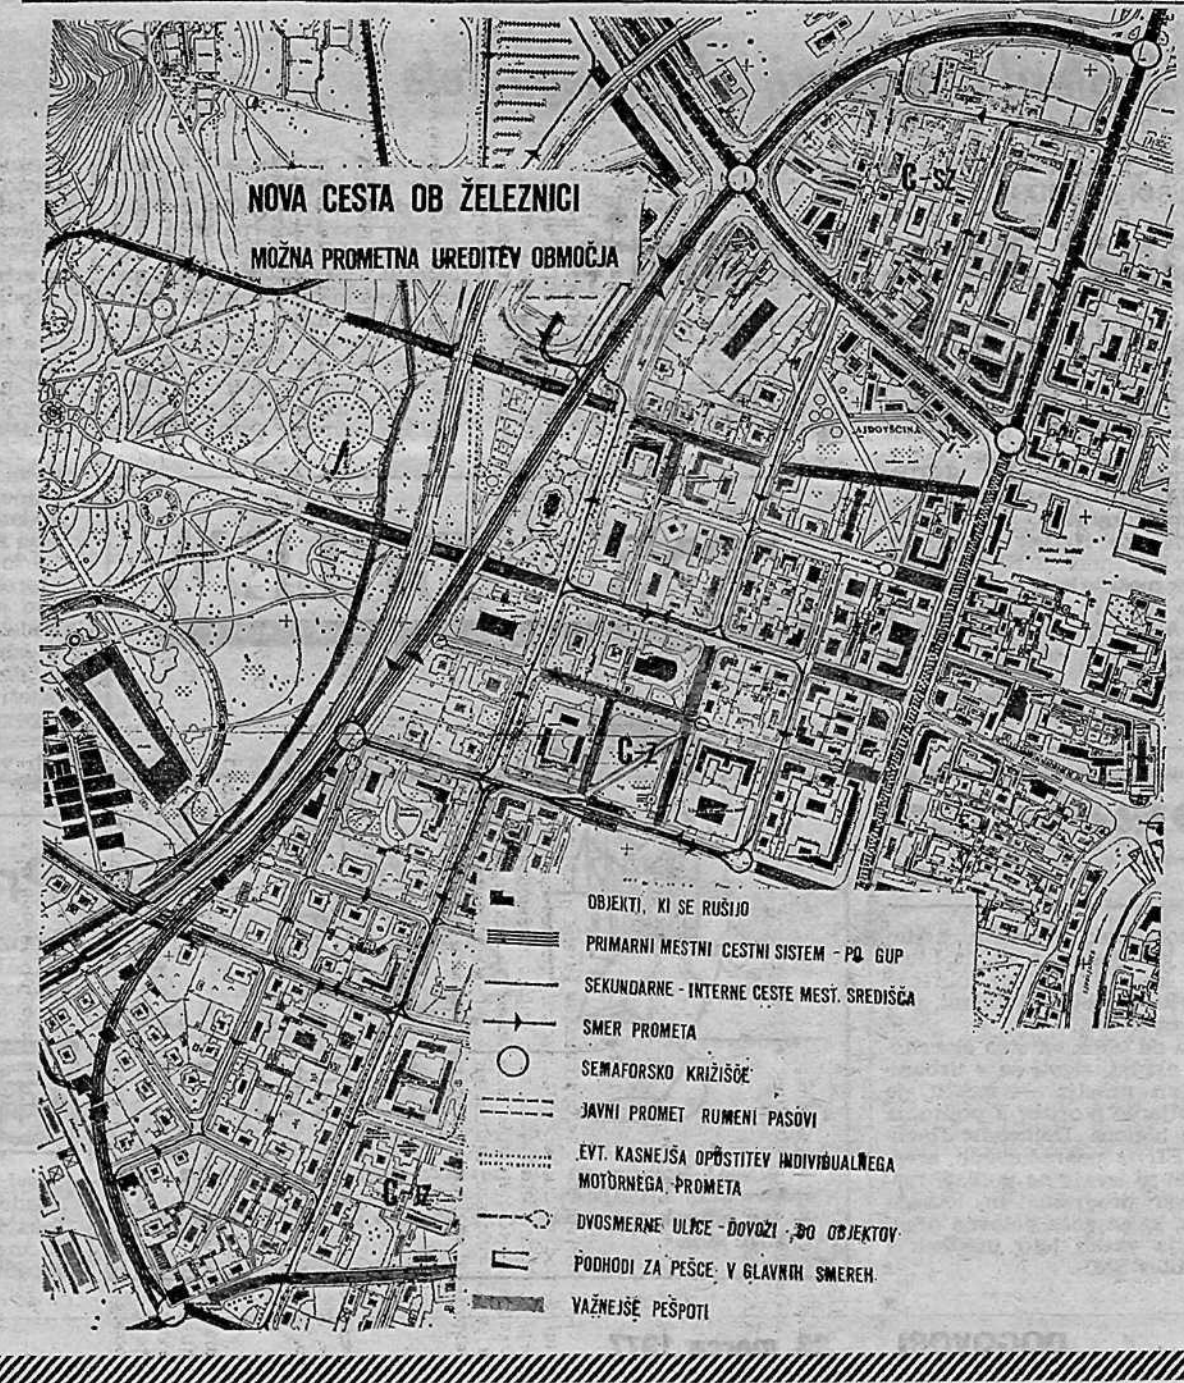 NOVA CESTA OB ŽELEZNICI
MOŽNA PROMETNA UREDITEV OBMOČJA
C-SZ
AJDOVŠČINA
C-Z
C-JZ
OBJEKTI, KI SE RUŠIJO
PRIMARNI MESTNI CESTNI SISTEM - PO GUP
SEKUNDARNE - INTERNE CESTE MEST. SREDIŠČA
SMER PROMETA
SEMAFORSKO KRIŽIŠČE
JAVNI PROMET RUMENI PASOVI
EVT. KASNEJŠA OPUSTITEV INDIVIDUALNEGA
MOTORNEGA PROMETA
DVOSMERNE ULICE - DOVOZI - DO OBJEKTOV
PODHODI ZA PEŠCE V GLAVNIH SMEREH
VAŽNEJŠE PEŠPOTI